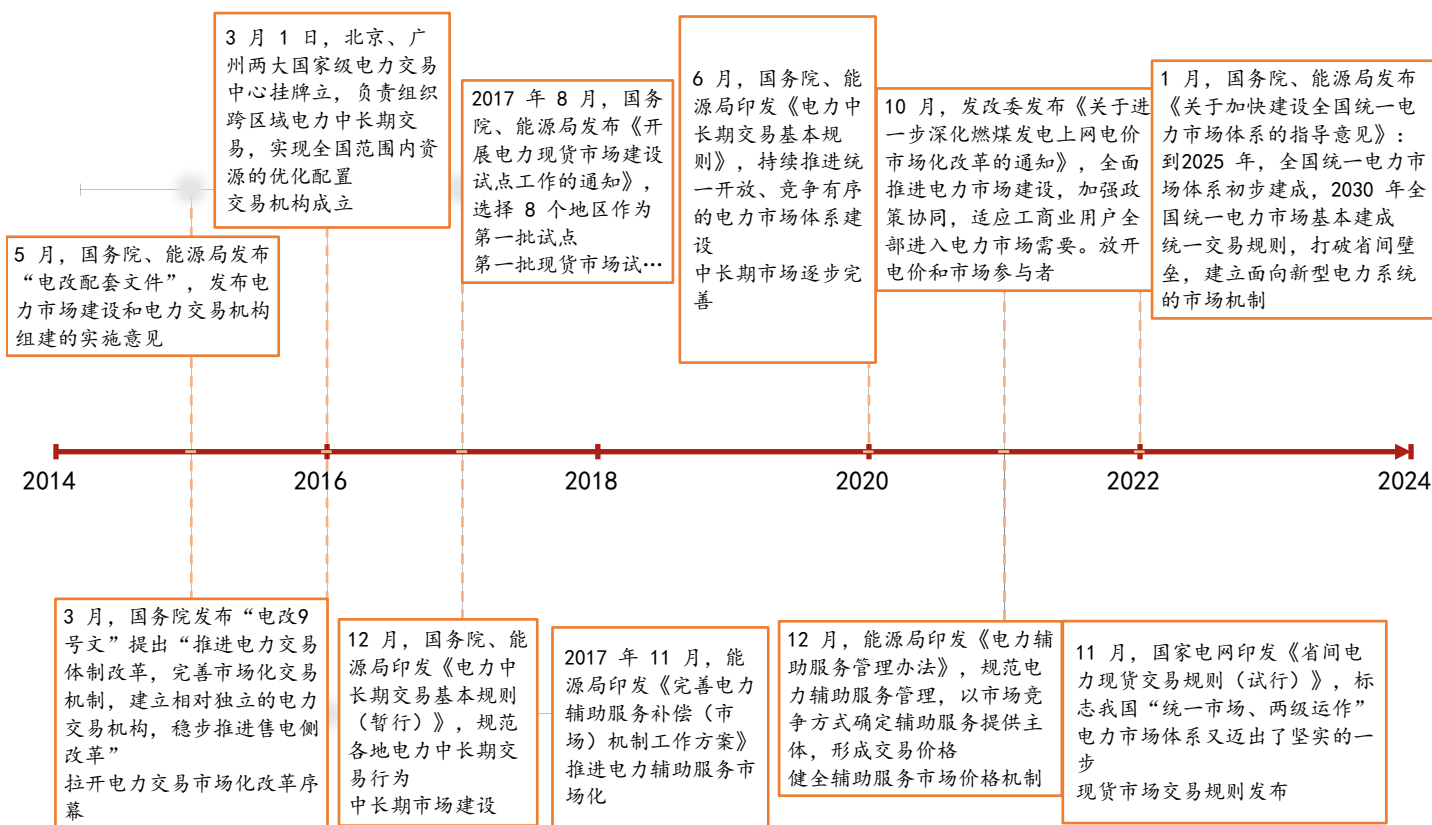 3 月 1 日，北京、广
州两大国家级电力交易
中心挂牌立，负责组织
跨区域电力中长期交
易，实现全国范围内资
源的优化配置
交易机构成立
5 月，国务院、能源局发布
“电改配套文件”，发布电
力市场建设和电力交易机构
组建的实施意见
2017 年 8 月，国务
院、能源局发布《开
展电力现货市场建设
试点工作的通知》，
选择 8 个地区作为
第一批试点
第一批现货市场试…
6 月，国务院、能
源局印发《电力中
长期交易基本规
则》，持续推进统
一开放、竞争有序
的电力市场体系建
设
中长期市场逐步完
善
10 月，发改委发布《关于进
一步深化燃煤发电上网电价
市场化改革的通知》，全面
推进电力市场建设，加强政
策协同，适应工商业用户全
部进入电力市场需要。放开
电价和市场参与者
1 月，国务院、能源局发布
《关于加快建设全国统一电
力市场体系的指导意见》：
到2025 年，全国统一电力市
场体系初步建成，2030 年全
国统一电力市场基本建成
统一交易规则，打破省间壁
垒，建立面向新型电力系统
的市场机制
2014
2016
2018
2020
2022
2024
3 月，国务院发布“电改9
号文”提出“推进电力交易
体制改革，完善市场化交易
机制，建立相对独立的电力
交易机构，稳步推进售电侧
改革”
拉开电力交易市场化改革序
幕
12 月，国务院、能
源局印发《电力中
长期交易基本规则
（暂行）》，规范
各地电力中长期交
易行为
中长期市场建设
2017 年 11 月，能
源局印发《完善电力
辅助服务补偿（市
场）机制工作方案》
推进电力辅助服务市
场化
12 月，能源局印发《电力辅
助服务管理办法》，规范电
力辅助服务管理，以市场竞
争方式确定辅助服务提供主
体，形成交易价格
健全辅助服务市场价格机制
11 月，国家电网印发《省间电
力现货交易规则（试行）》，标
志我国“统一市场、两级运作”
电力市场体系又迈出了坚实的一
步
现货市场交易规则发布